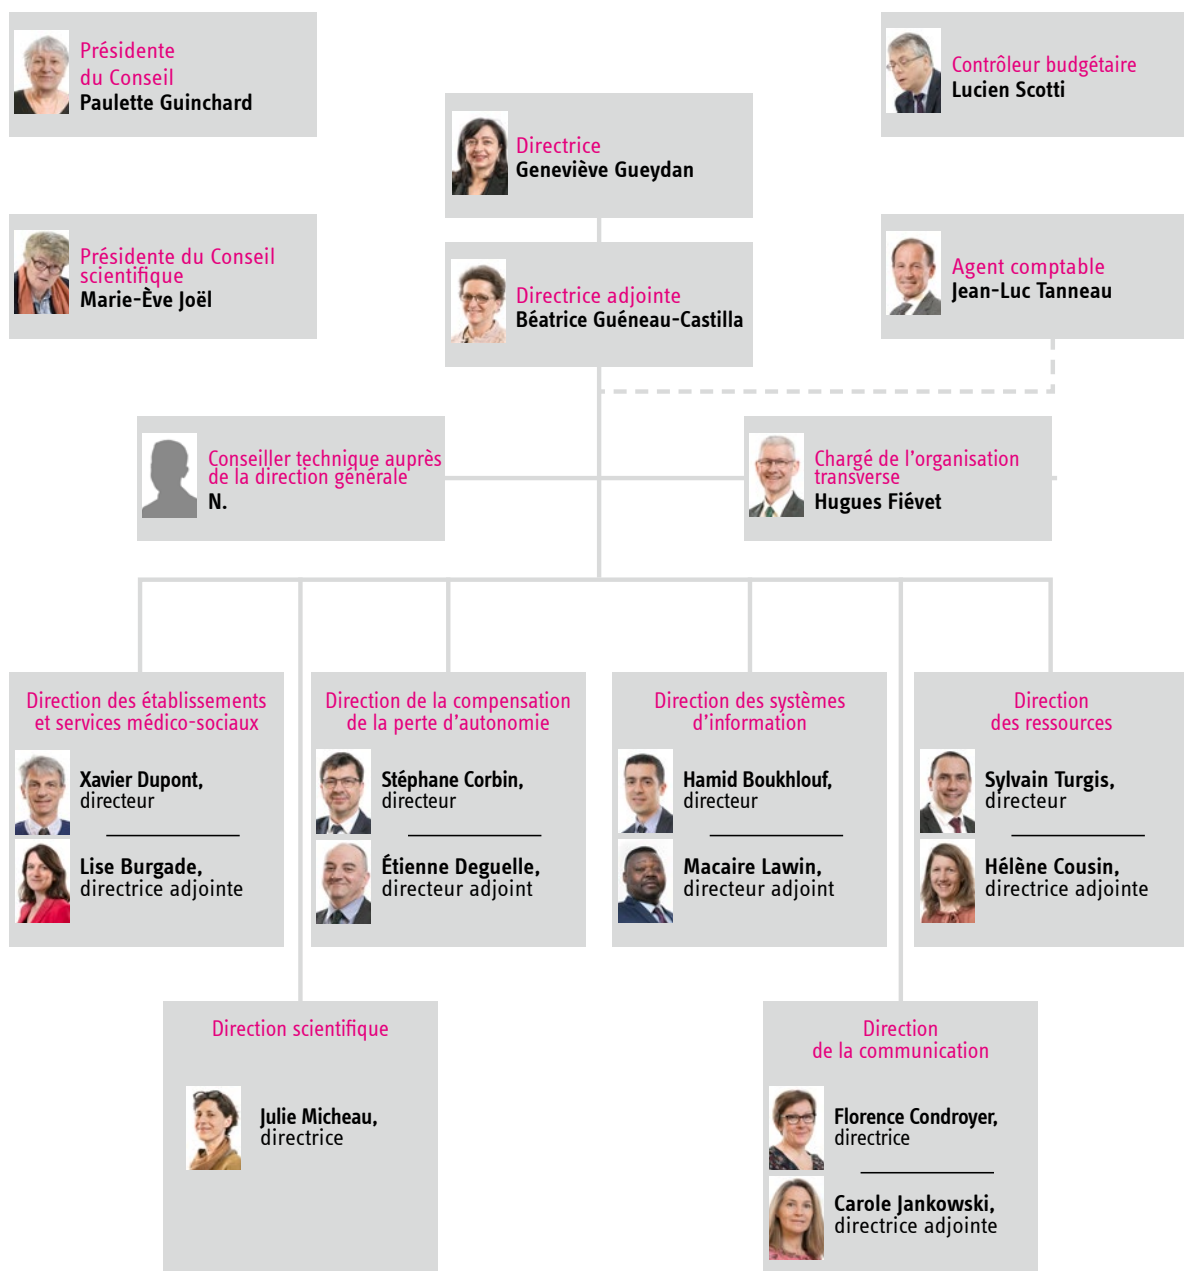 Présidente
du Conseil
Paulette Guinchard
Contrôleur budgétaire
Lucien Scotti
Directrice
Geneviève Gueydan
Présidente du Conseil
scientifique
Marie-Ève Joël
Directrice adjointe
Béatrice Guéneau-Castilla
Agent comptable
Jean-Luc Tanneau
Conseiller technique auprès
de la direction générale
N.
Chargé de l'organisation
transverse
Hugues Fiévet
Direction des établissements
et services médico-sociaux
Xavier Dupont,
directeur
Lise Burgade,
directrice adjointe
Direction de la compensation
de la perte d'autonomie
Stéphane Corbin,
directeur
Étienne Deguelle,
directeur adjoint
Direction des systèmes
d'information
Hamid Boukhlouf,
directeur
Macaire Lawin,
directeur adjoint
Direction
des ressources
Sylvain Turgis,
directeur
Hélène Cousin,
directrice adjointe
Direction scientifique
Julie Micheau,
directrice
Direction
de la communication
Florence Condroyer,
directrice
Carole Jankowski,
directrice adjointe